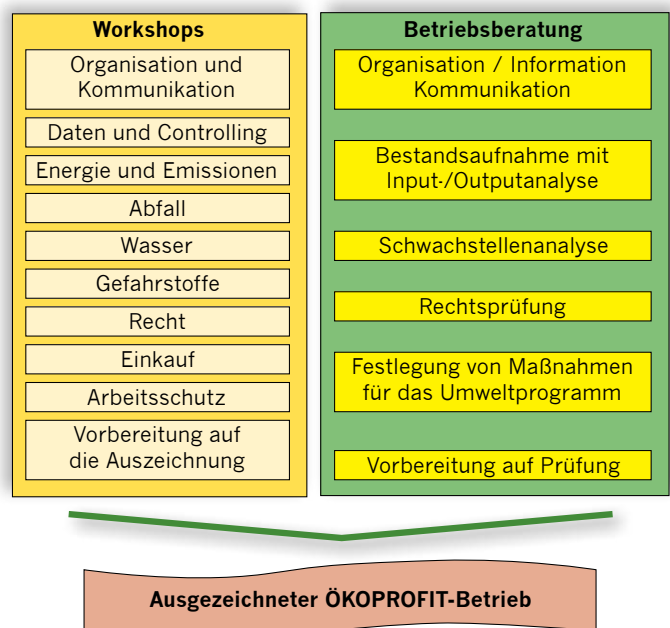 Workshops
Organisation und
Kommunikation
Daten und Controlling
Energie und Emissionen
Abfall
Wasser
Gefahrstoffe
Recht
Einkauf
Arbeitsschutz
Vorbereitung auf
die Auszeichnung
Betriebsberatung
Organisation / Information
Kommunikation
Bestandsaufnahme mit
Input-/Outputanalyse
Schwachstellenanalyse
Rechtsprüfung
Festlegung von Maßnahmen
für das Umweltprogramm
Vorbereitung auf Prüfung
Ausgezeichneter ÖKOPROFIT-Betrieb